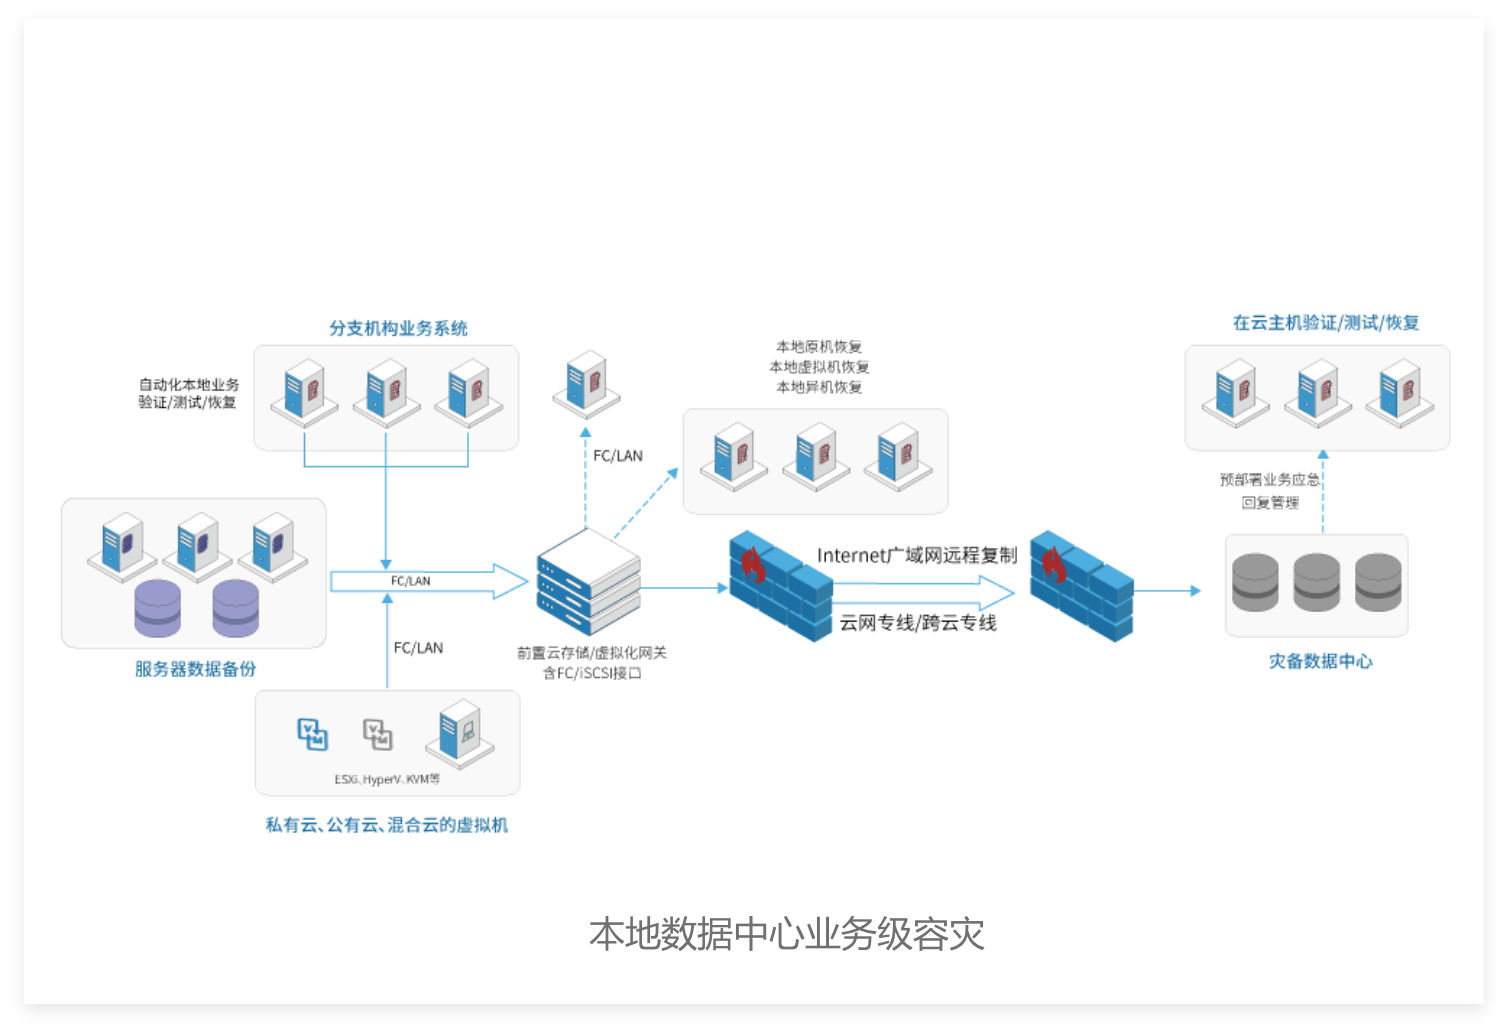 分支机构业务系统
自动化本地业务
验证/测试/恢复
FC/LAN
本地原机恢复
本地虚拟机恢复
本地异机恢复
在云主机验证/测试/恢复
预部署业务应急
回复管理
FC/LAN
服务器数据备份
FC/LAN
前置云存储/虚拟化网关
含FC/iSCSI接口
Internet广域网远程复制
云网专线/跨云专线
灾备数据中心
VM
VM
ESXi、HyperV、KVM等
私有云、公有云、混合云的虚拟机
本地数据中心业务级容灾